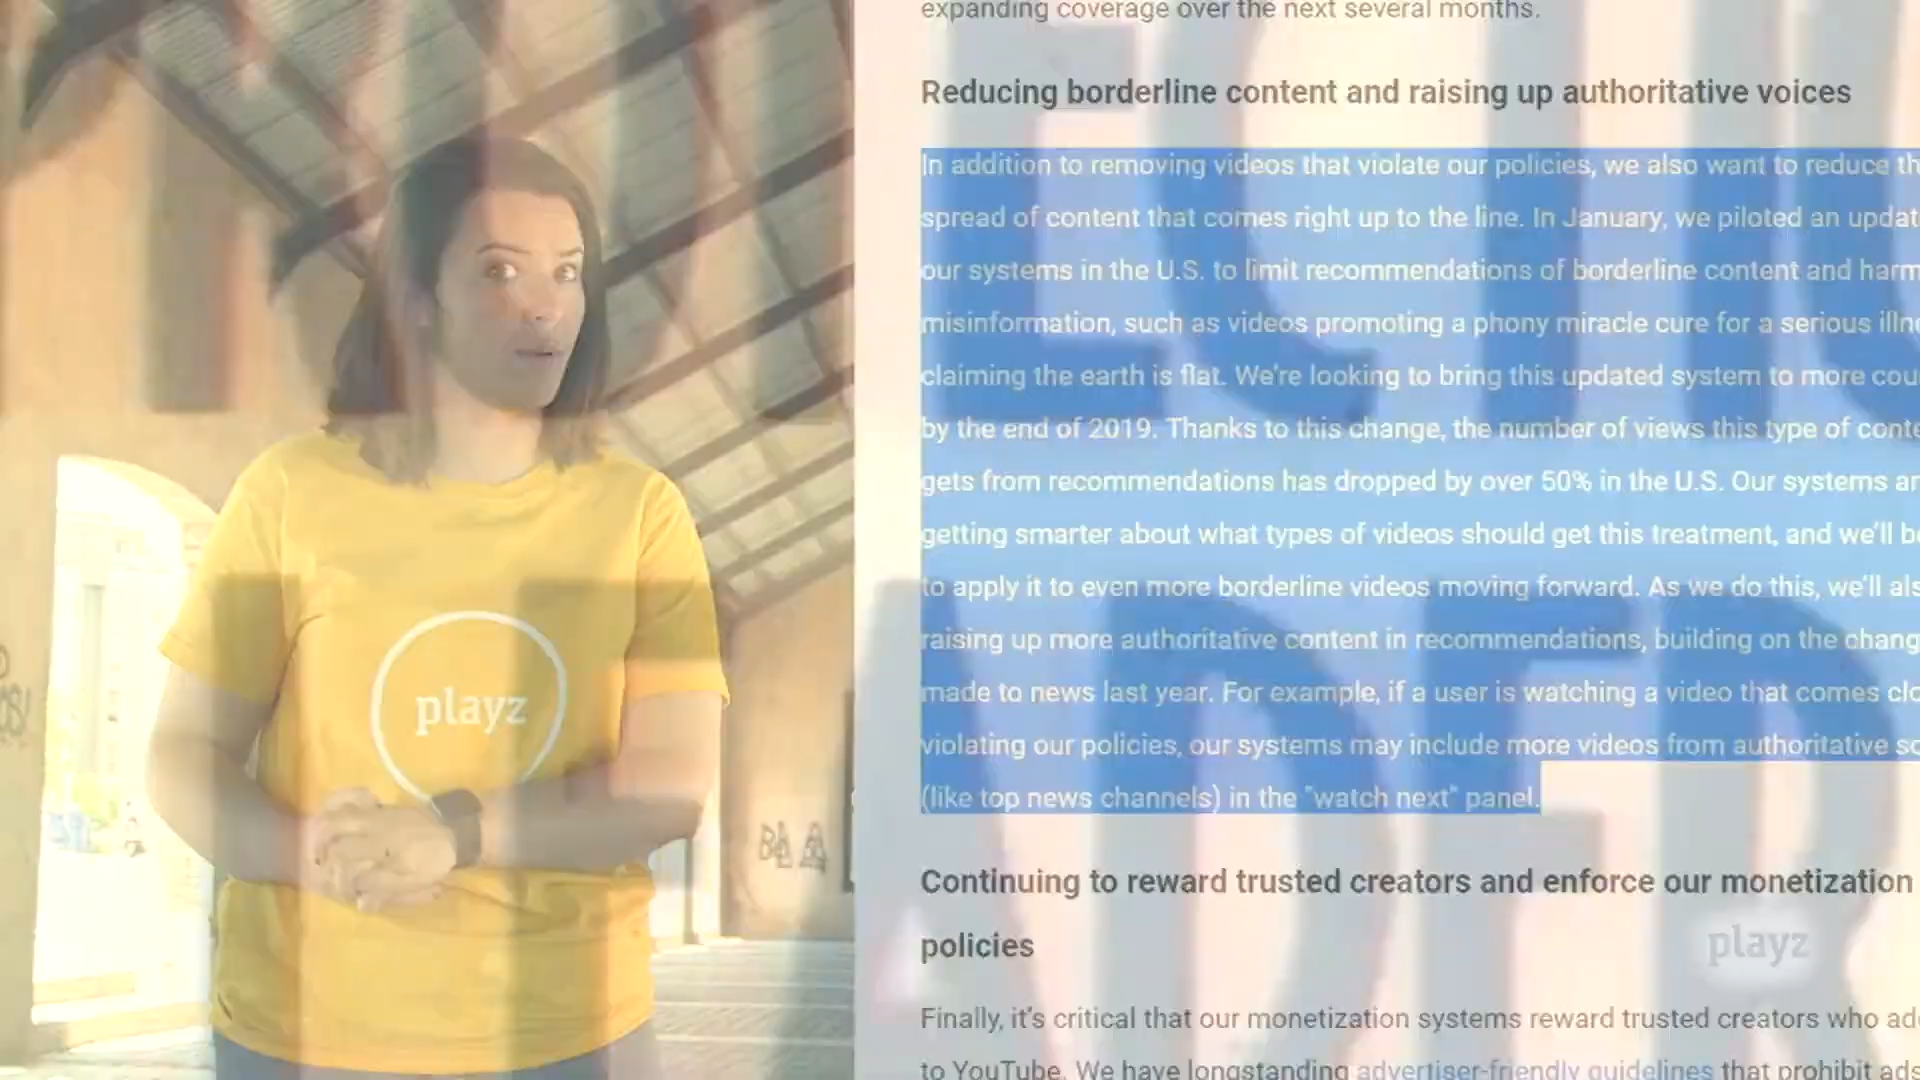 expanding coverage over the next several months.
Reducing borderline content and raising up authoritative voices
In addition to removing videos that violate our policies, we also want to reduce
spread of content that comes right up to the line. In January, we piloted an
our systems in the U.S. to limit recommendations of borderline content and
misinformation, such as videos promoting a phony miracle cure for a serious
claiming the earth is flat. We're looking to bring this updated system to more
by the end of 2019. Thanks to this change, the number of views this type of
gets from recommendations has dropped by over 50% in the U.S. Our systems
getting smarter about what types of videos should get this treatment, and we'll
to apply it to even more borderline videos moving forward. As we do this, we'll
raising up more authoritative content in recommendations, building on the
made to news last year. For example, if a user is watching a video that comes
violating our policies, our systems may include more videos from authoritative
(like top news channels) in the "watch next" panel.
Continuing to reward trusted creators and enforce our monetization
policies
Finally, it's critical that our monetization systems reward trusted creators who
to YouTube. We have longstanding advertiser-friendly guidelines that prohibit ads
playz
playz